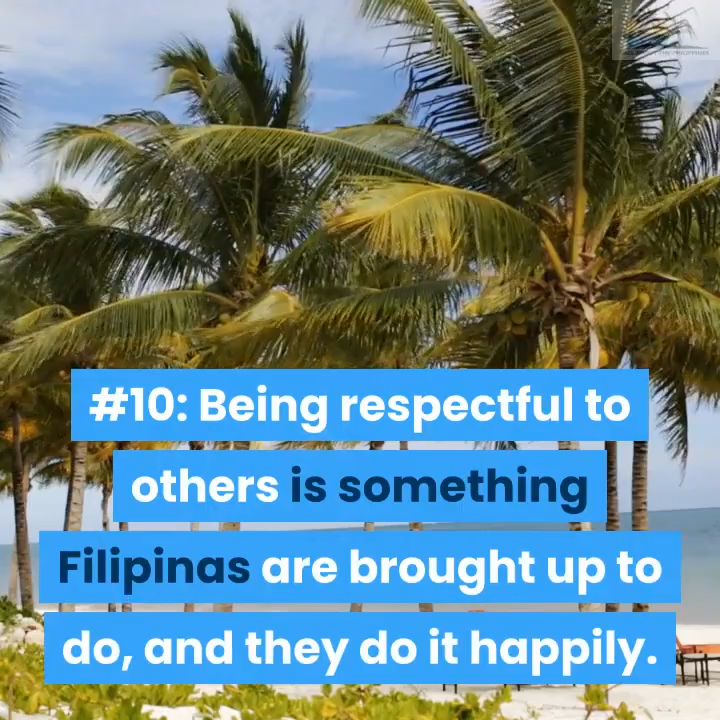 #10: Being respectful to
others is something
Filipinas are brought up to
do, and they do it happily.